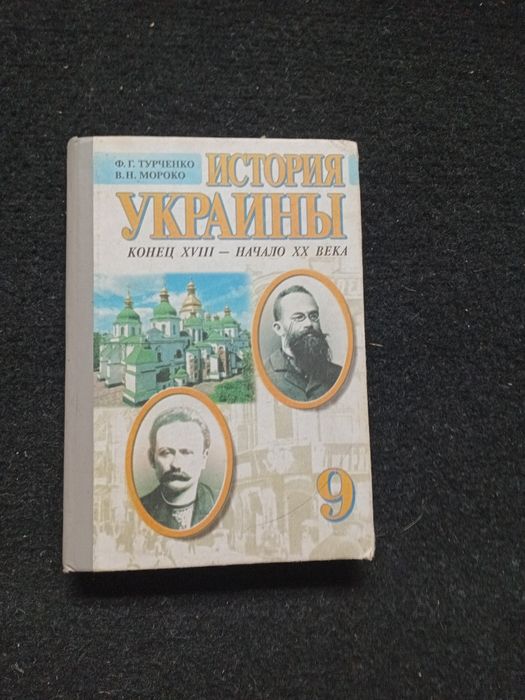 Ф. Г. ТУРЧЕНКО
В. Н. МОРОКО
ИСТОРИЯ
УКРАИНЫ
КОНЕЦ XVIII — НАЧАЛО XX ВЕКА
9